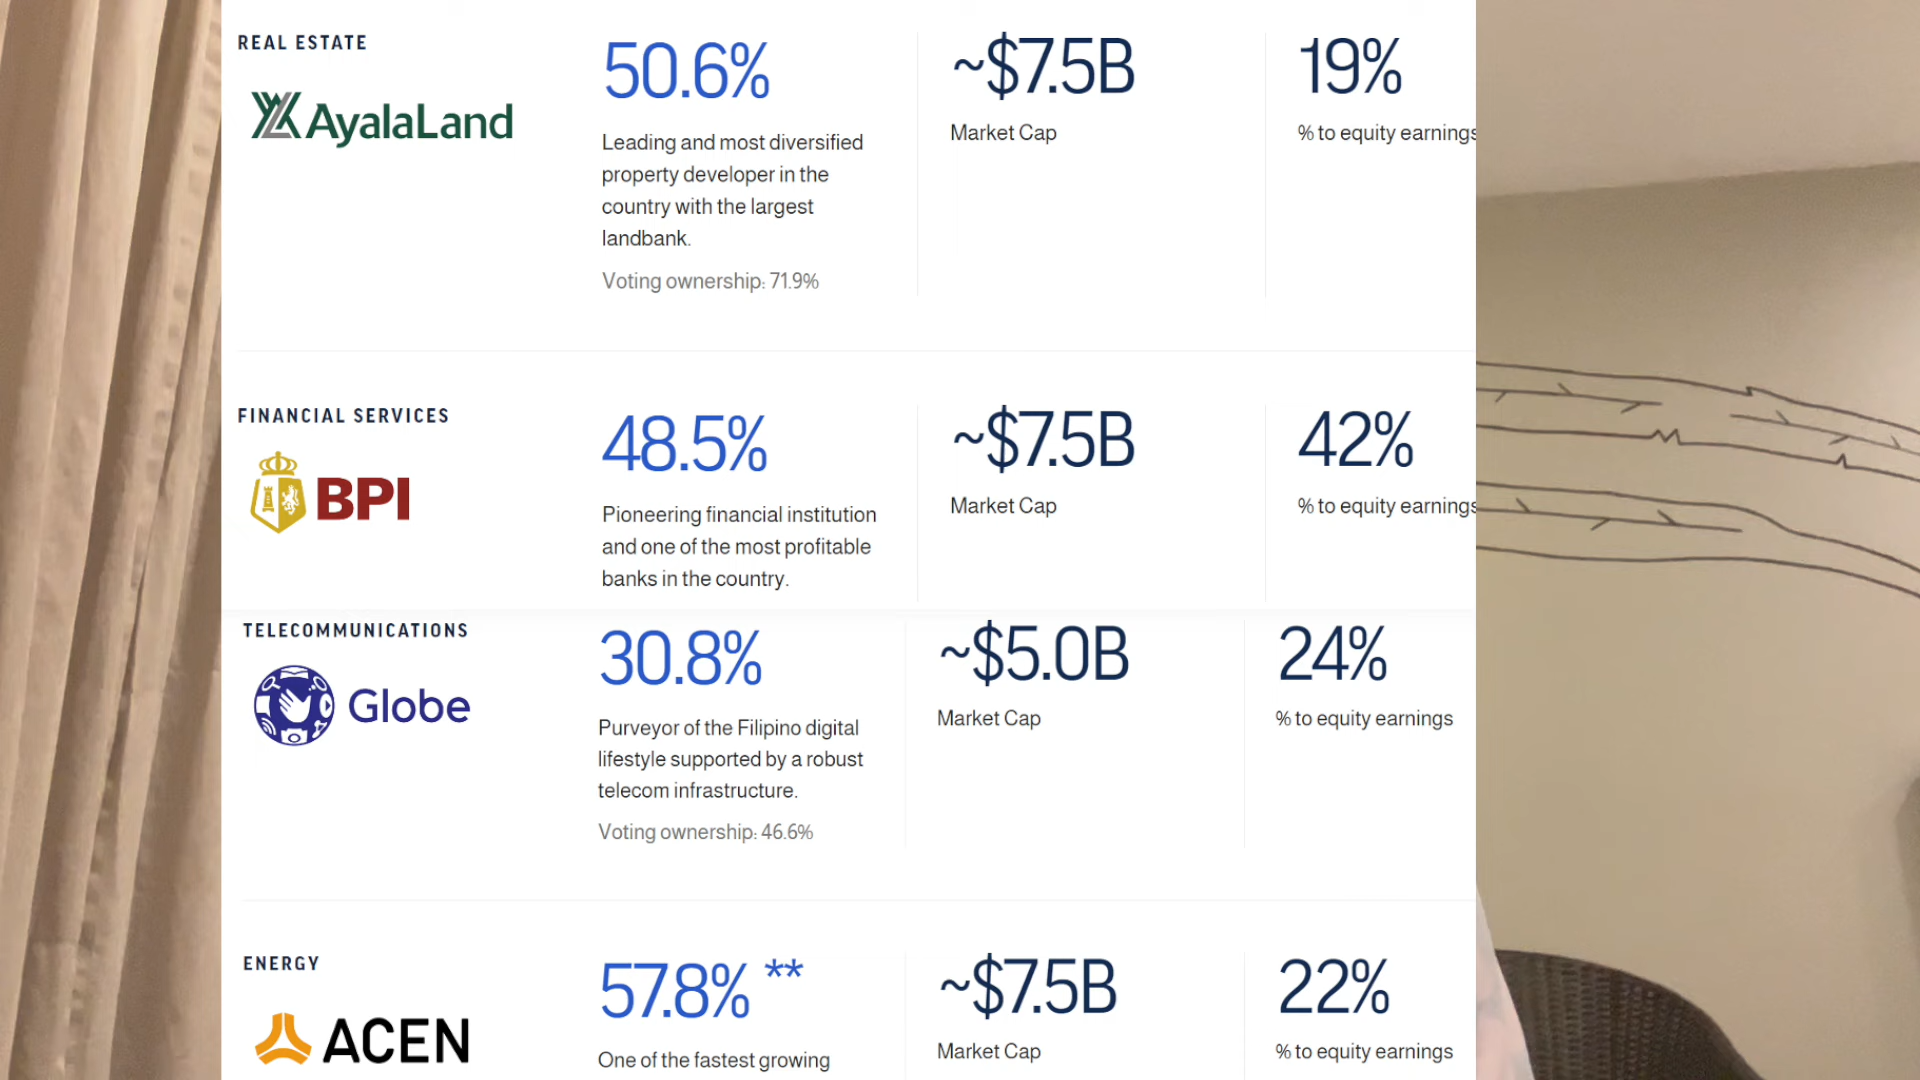 REAL ESTATE
AyalaLand
50.6%
Leading and most diversified
property developer in the
country with the largest
landbank.
Voting ownership: 71.9%
~$7.5B
Market Cap
19%
% to equity earnings
FINANCIAL SERVICES
BPI
48.5%
Pioneering financial institution
and one of the most profitable
banks in the country.
~$7.5B
Market Cap
42%
% to equity earnings
TELECOMMUNICATIONS
Globe
30.8%
Purveyor of the Filipino digital
lifestyle supported by a robust
telecom infrastructure.
Voting ownership: 46.6%
~$5.0B
Market Cap
24%
% to equity earnings
ENERGY
ACEN
57.8% **
One of the fastest growing
~$7.5B
Market Cap
22%
% to equity earnings